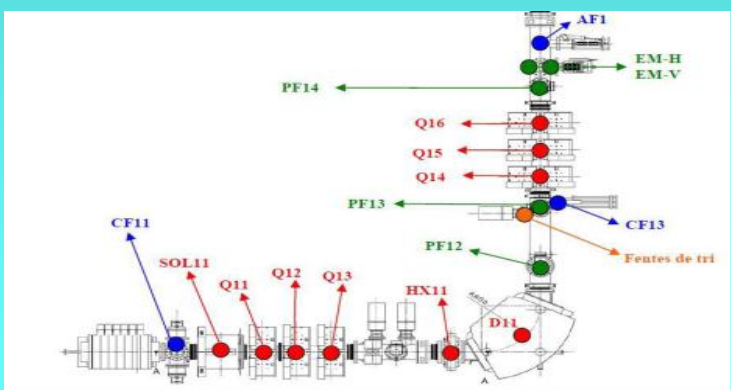 AF1
EM-H
EM-V
PF14
Q16
Q15
Q14
PF13
CF11
CF13
SOL11
PF12
Fentes de tri
Q11
Q12
Q13
HX11
D11
A
A